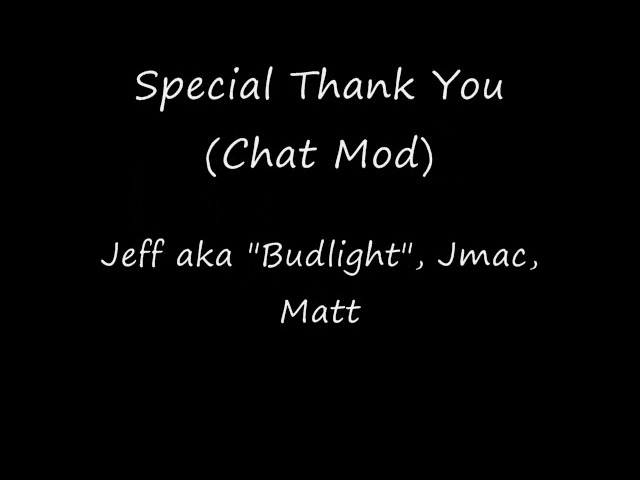 Special Thank You
(Chat Mod)
Jeff aka "Budlight", Jmac,
Matt